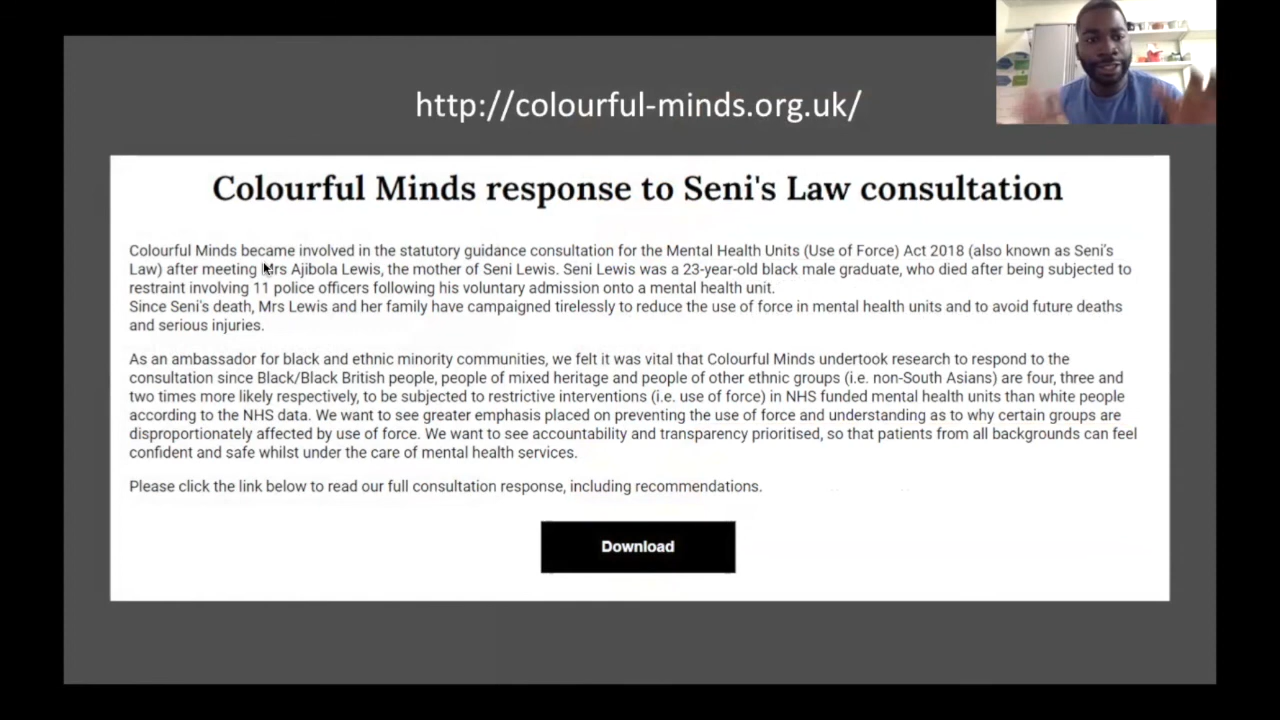 http://colourful-minds.org.uk/
Colourful Minds response to Seni's Law consultation
Colourful Minds became involved in the statutory guidance consultation for the Mental Health Units (Use of Force) Act 2018 (also known as Seni's
Law) after meeting Mrs Ajibola Lewis, the mother of Seni Lewis. Seni Lewis was a 23-year-old black male graduate, who died after being subjected to
restraint involving 11 police officers following his voluntary admission onto a mental health unit.
Since Seni's death, Mrs Lewis and her family have campaigned tirelessly to reduce the use of force in mental health units and to avoid future deaths
and serious injuries.
As an ambassador for black and ethnic minority communities, we felt it was vital that Colourful Minds undertook research to respond to the
consultation since Black/Black British people, people of mixed heritage and people of other ethnic groups (i.e. non-South Asians) are four, three and
two times more likely respectively, to be subjected to restrictive interventions (i.e. use of force) in NHS funded mental health units than white people
according to the NHS data. We want to see greater emphasis placed on preventing the use of force and understanding as to why certain groups are
disproportionately affected by use of force. We want to see accountability and transparency prioritised, so that patients from all backgrounds can feel
confident and safe whilst under the care of mental health services.
Please click the link below to read our full consultation response, including recommendations.
Download